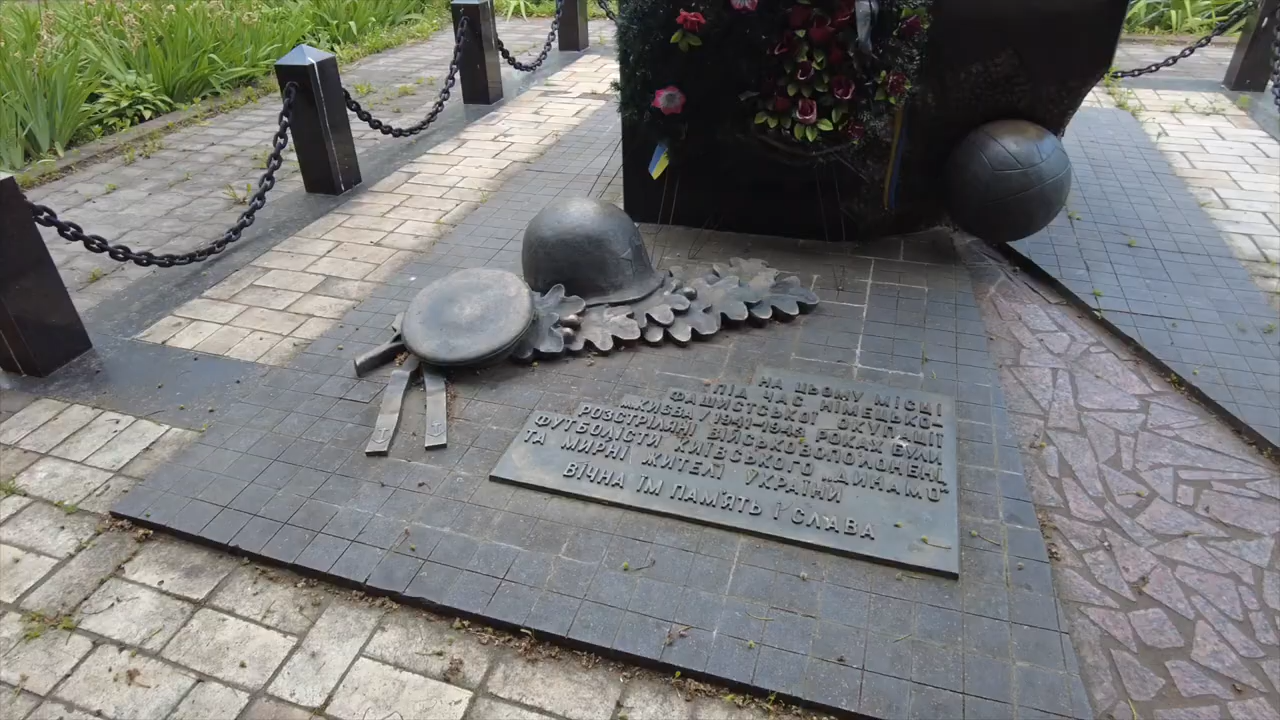 НА ЦЬОМУ МІСЦІ
ПІД ЧАС НІМЕЦЬКО-
ФАШИСТСЬКОЇ ОКУПАЦІЇ
м. КИЄВА У 1941–1943 РОКАХ БУЛИ
РОЗСТРІЛЯНІ ВІЙСЬКОВОПОЛОНЕНІ,
ФУТБОЛІСТИ КИЇВСЬКОГО „ДИНАМО“
ТА МИРНІ ЖИТЕЛІ УКРАЇНИ
ВІЧНА ЇМ ПАМ'ЯТЬ І СЛАВА